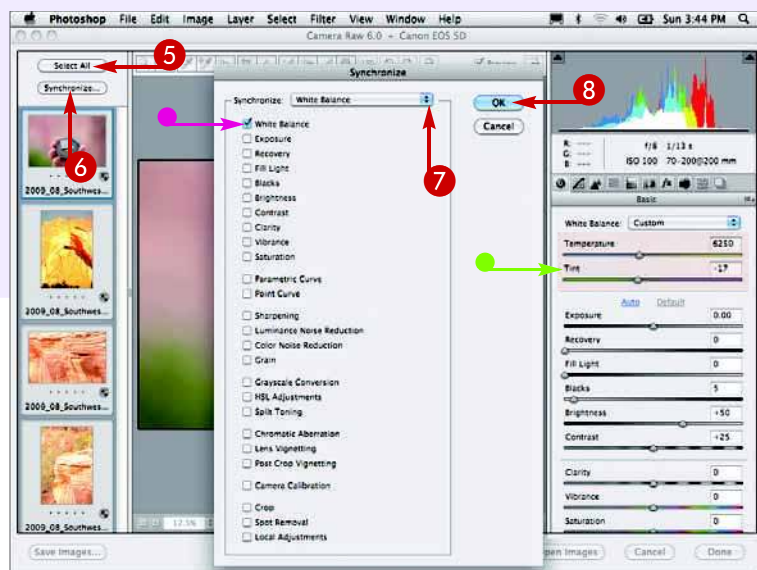 Photoshop File Edit Image Layer Select Filter View Window Help Sun 3:44 PM
Camera Raw 6.0 - Canon EOS 5D
Select All
5
Synchronize...
6
2009_08_Southwes...
2009_08_Southwes...
2009_08_Southwes...
2009_08_Southwes...
12.5%
Save Images...
Synchronize
Synchronize: White Balance
7
OK
8
Cancel
White Balance
Exposure
Recovery
Fill Light
Blacks
Brightness
Contrast
Clarity
Vibrance
Saturation
Parametric Curve
Point Curve
Sharpening
Luminance Noise Reduction
Color Noise Reduction
Grain
Grayscale Conversion
HSL Adjustments
Split Toning
Chromatic Aberration
Lens Vignetting
Post Crop Vignetting
Camera Calibration
Crop
Spot Removal
Local Adjustments
R: ---
G: ---
B: ---
f/8 1/13 s
ISO 100 70-200@200 mm
Basic
White Balance: Custom
Temperature 6250
Tint -17
Auto Default
Exposure 0.00
Recovery 0
Fill Light 0
Blacks 5
Brightness +50
Contrast +25
Clarity 0
Vibrance 0
Saturation 0
pen Images
Cancel
Done